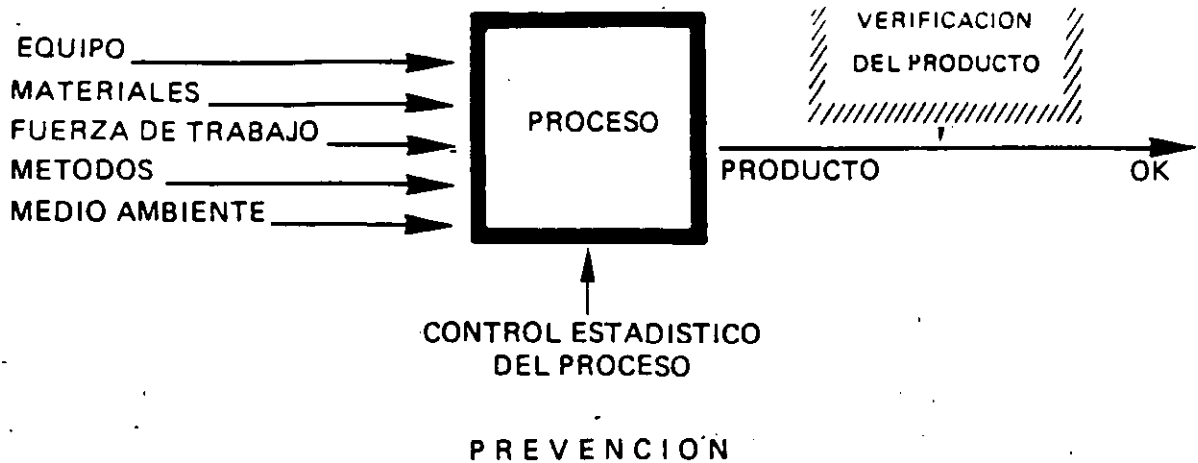 EQUIPO
MATERIALES
FUERZA DE TRABAJO
METODOS
MEDIO AMBIENTE
PROCESO
VERIFICACION
DEL PRODUCTO
PRODUCTO
OK
CONTROL ESTADISTICO
DEL PROCESO
PREVENCION